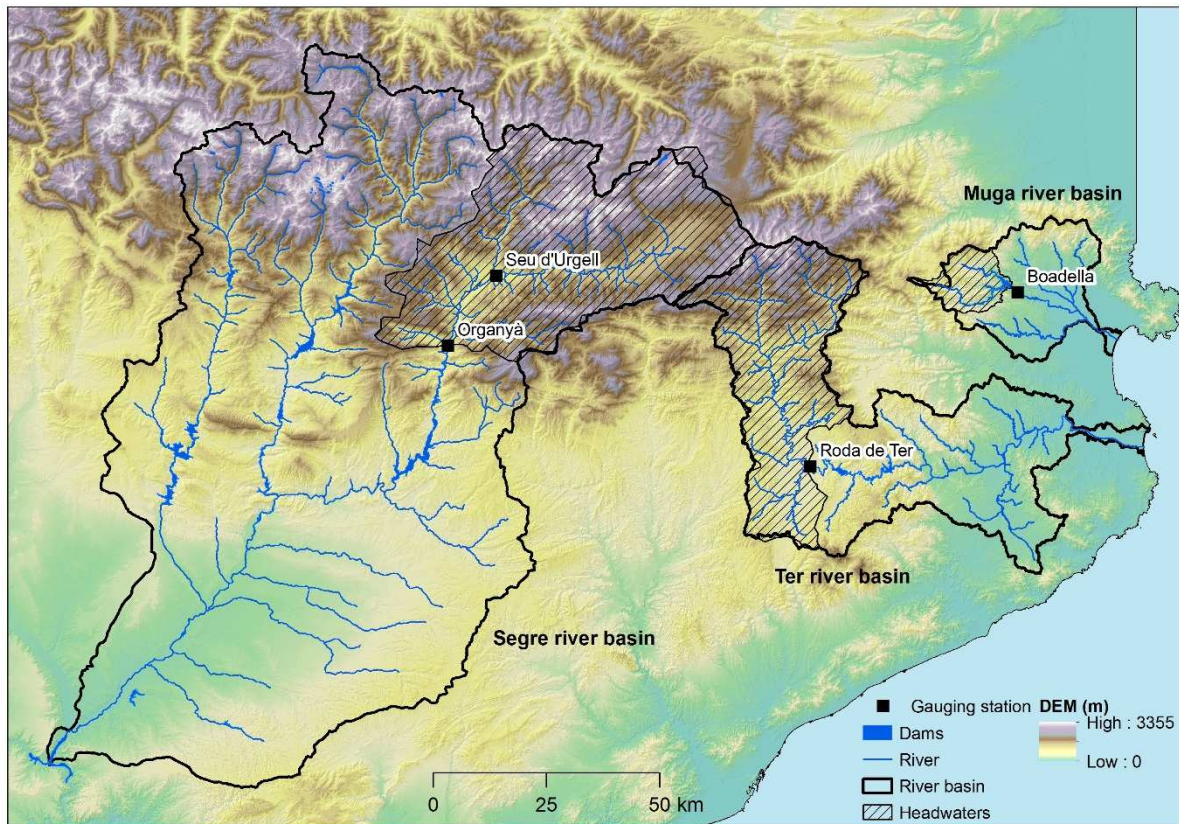 Muga river basin
Seu d'Urgell
Boadella
Organyà
Roda de Ter
Ter river basin
Segre river basin
Gauging station
Dams
River
River basin
Headwaters
DEM (m)
High : 3355
Low : 0
0 25 50 km